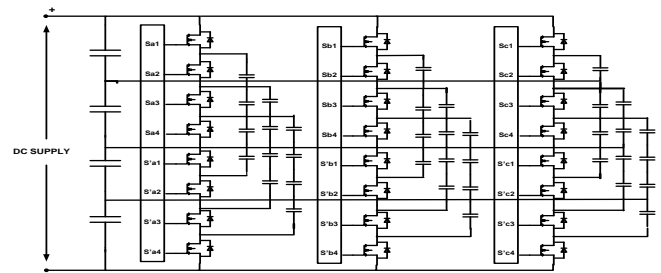 +
DC SUPPLY
Sa1
Sa2
Sa3
Sa4
S'a1
S'a2
S'a3
S'a4
Sb1
Sb2
Sb3
Sb4
S'b1
S'b2
S'b3
S'b4
Sc1
Sc2
Sc3
Sc4
S'c1
S'c2
S'c3
S'c4